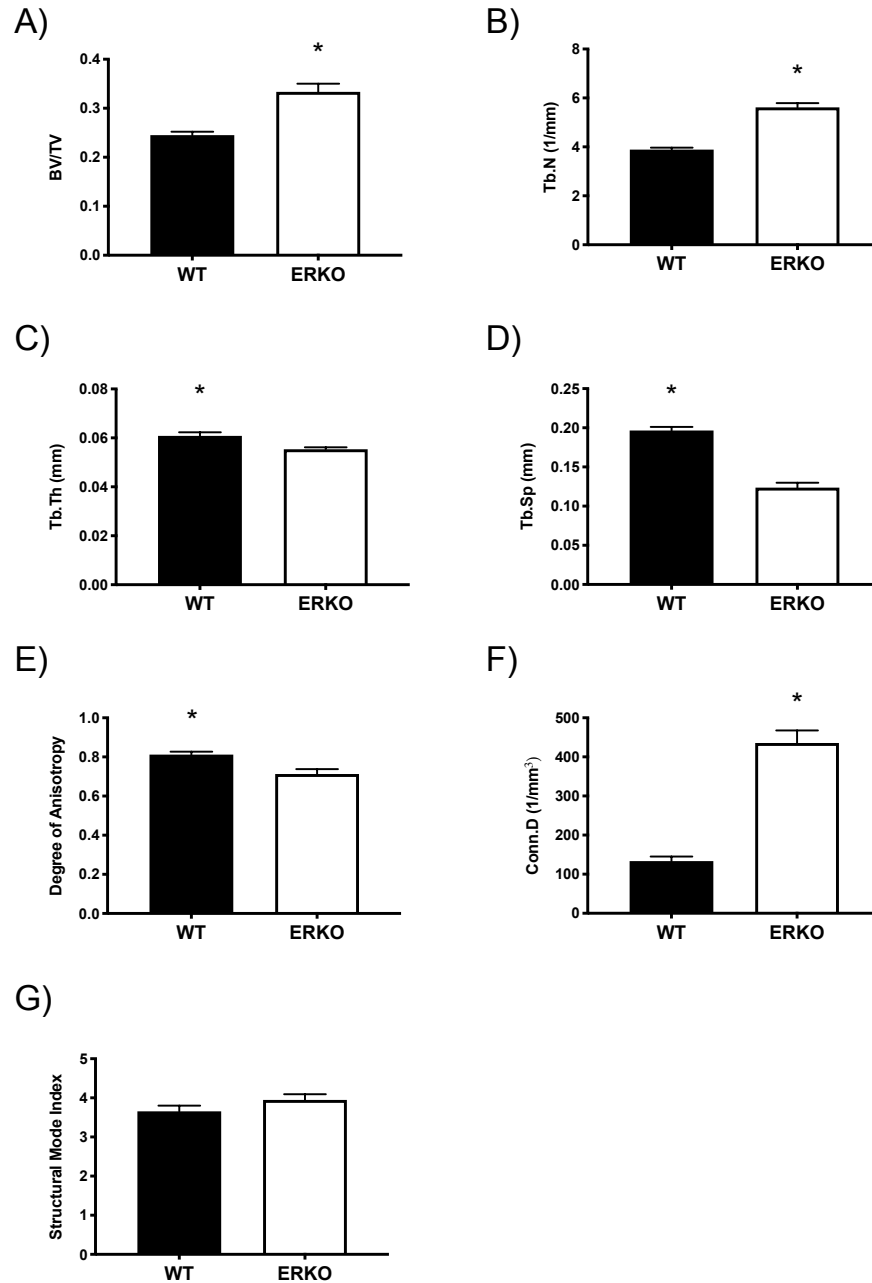 A)
*
BV/TV
0.4
0.3
0.2
0.1
0.0
WT ERKO
B)
*
Tb.N (1/mm)
8
6
4
2
0
WT ERKO
C)
*
Tb.Th (mm)
0.08
0.06
0.04
0.02
0.00
WT ERKO
D)
*
Tb.Sp (mm)
0.25
0.20
0.15
0.10
0.05
0.00
WT ERKO
E)
*
Degree of Anisotropy
1.0
0.8
0.6
0.4
0.2
0.0
WT ERKO
F)
*
Conn.D (1/mm³)
500
400
300
200
100
0
WT ERKO
G)
Structural Mode Index
5
4
3
2
1
0
WT ERKO